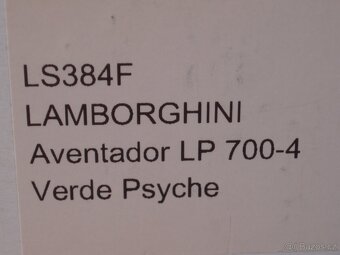 LS384F
LAMBORGHINI
Aventador LP 700-4
Verde Psyche